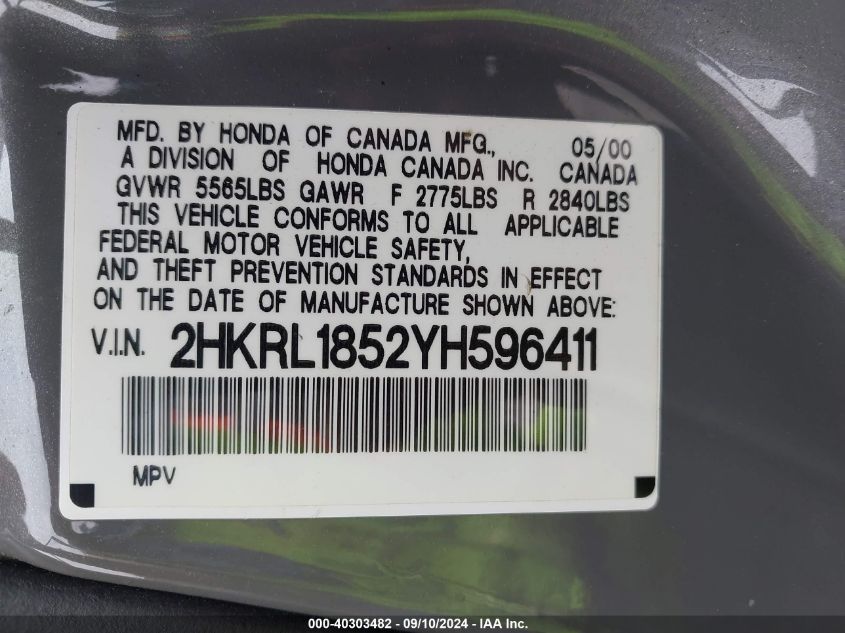 MFD. BY HONDA OF CANADA MFG., 05/00
A DIVISION OF HONDA CANADA INC. CANADA
GVWR 5565LBS GAWR F 2775LBS R 2840LBS
THIS VEHICLE CONFORMS TO ALL APPLICABLE
FEDERAL MOTOR VEHICLE SAFETY,
AND THEFT PREVENTION STANDARDS IN EFFECT
ON THE DATE OF MANUFACTURE SHOWN ABOVE:
V.I.N. 2HKRL1852YH596411
MPV
000-40303482 - 09/10/2024 - IAA Inc.